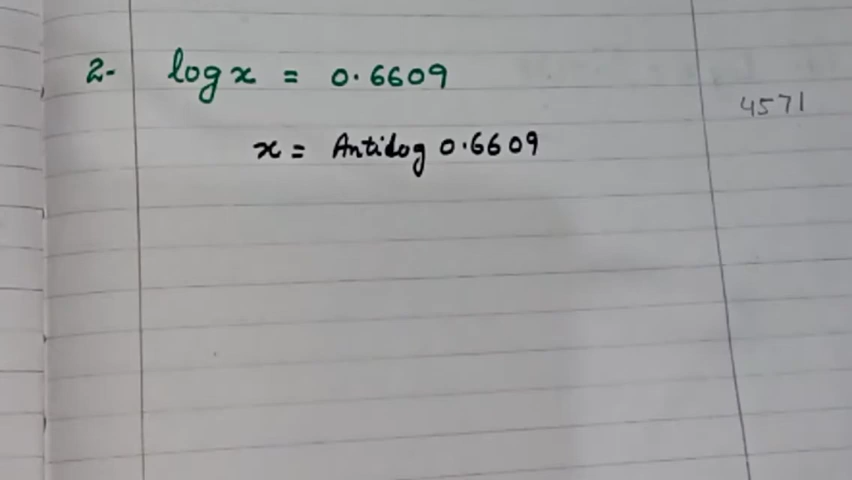 2- log x = 0.6609
4571
x = Antilog 0.6609